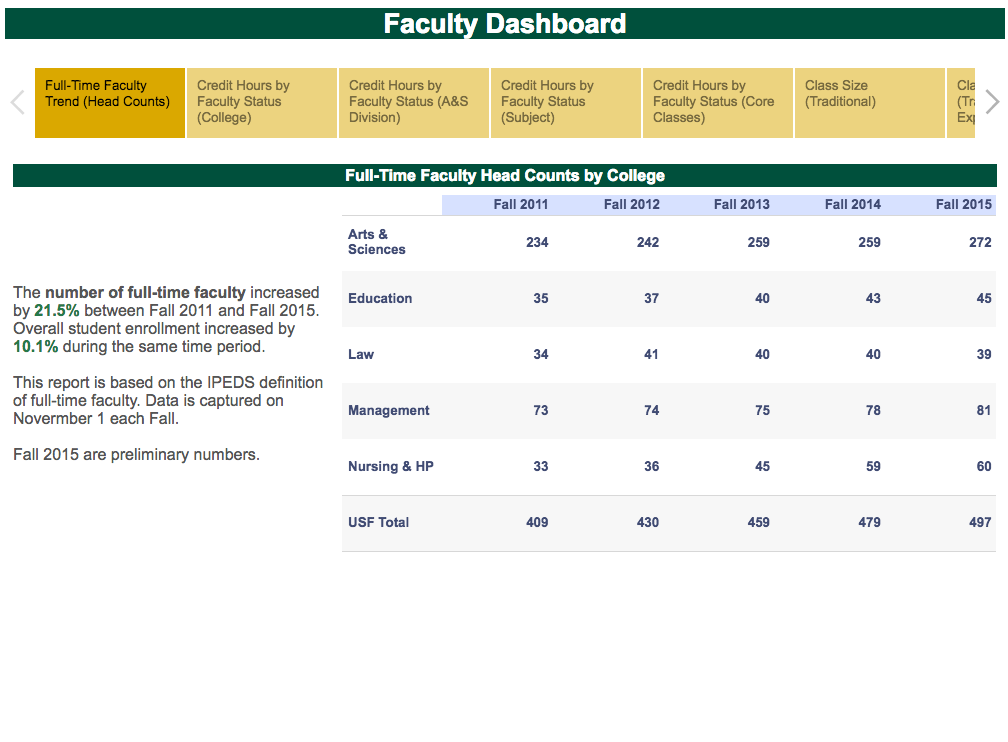 Faculty Dashboard
Full-Time Faculty
Trend (Head Counts)
Credit Hours by
Faculty Status
(College)
Credit Hours by
Faculty Status (A&S
Division)
Credit Hours by
Faculty Status
(Subject)
Credit Hours by
Faculty Status (Core
Classes)
Class Size
(Traditional)
Full-Time Faculty Head Counts by College
The number of full-time faculty increased
by 21.5% between Fall 2011 and Fall 2015.
Overall student enrollment increased by
10.1% during the same time period.
This report is based on the IPEDS definition
of full-time faculty. Data is captured on
Novermber 1 each Fall.
Fall 2015 are preliminary numbers.
Fall 2011 Fall 2012 Fall 2013 Fall 2014 Fall 2015
Arts &
Sciences 234 242 259 259 272
Education 35 37 40 43 45
Law 34 41 40 40 39
Management 73 74 75 78 81
Nursing & HP 33 36 45 59 60
USF Total 409 430 459 479 497